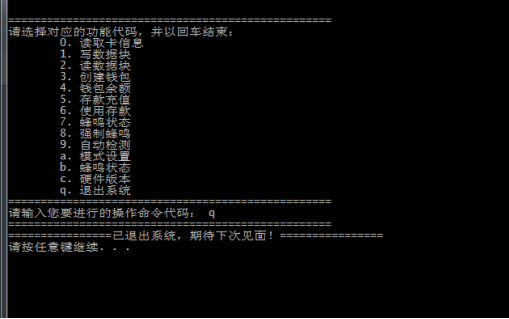 ==================================================
请选择对应的功能代码，并以回车结束：
0. 读取卡信息
1. 写数据块
2. 读数据块
3. 创建钱包
4. 钱包余额
5. 存款充值
6. 使用存款
7. 蜂鸣状态
8. 强制蜂鸣
9. 自动检测
a. 模式设置
b. 蜂鸣状态
c. 硬件版本
q. 退出系统
==================================================
请输入您要进行的操作命令代码： q
==================================================
================已退出系统，期待下次见面！================
请按任意键继续. . .